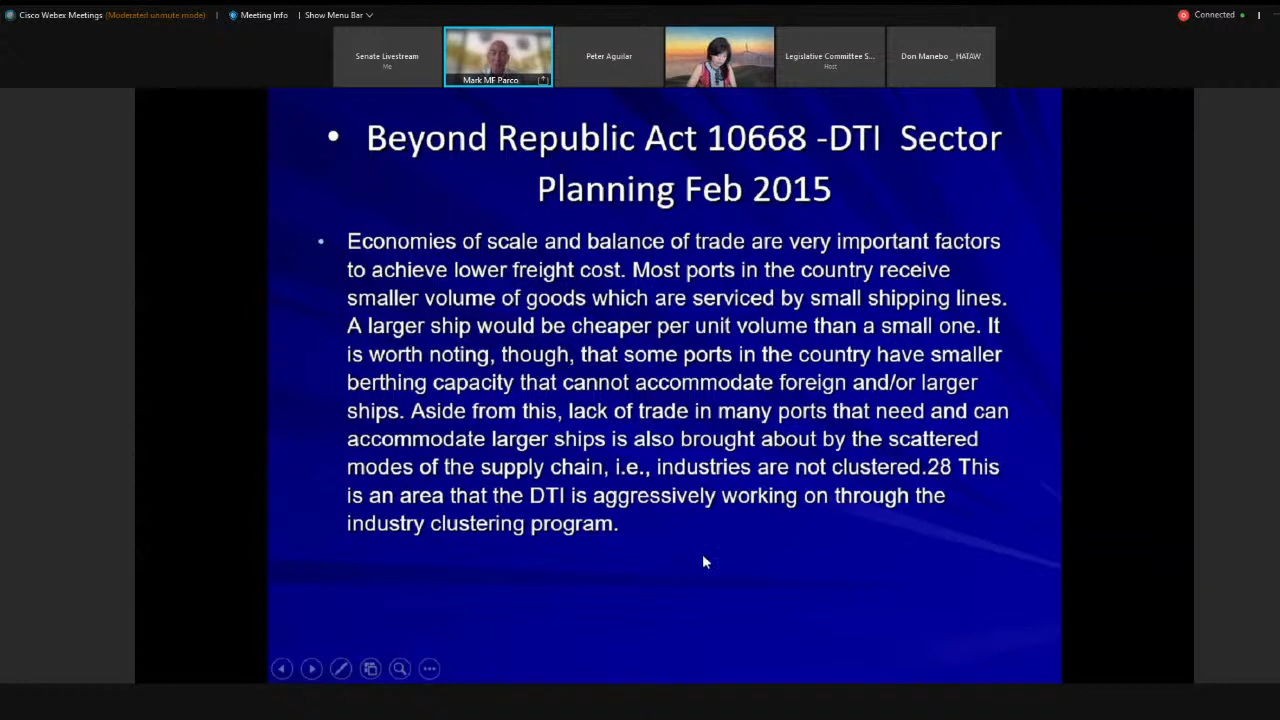 Cisco Webex Meetings (Moderated unmute mode) | Meeting Info | Show Menu Bar
Connected
Senate Livestream
Me
Mark MF Parco
Peter Aguilar
Legislative Committee S...
Host
Don Manebo _ HATAW
• Beyond Republic Act 10668 -DTI Sector
Planning Feb 2015
• Economies of scale and balance of trade are very important factors
to achieve lower freight cost. Most ports in the country receive
smaller volume of goods which are serviced by small shipping lines.
A larger ship would be cheaper per unit volume than a small one. It
is worth noting, though, that some ports in the country have smaller
berthing capacity that cannot accommodate foreign and/or larger
ships. Aside from this, lack of trade in many ports that need and can
accommodate larger ships is also brought about by the scattered
modes of the supply chain, i.e., industries are not clustered.28 This
is an area that the DTI is aggressively working on through the
industry clustering program.